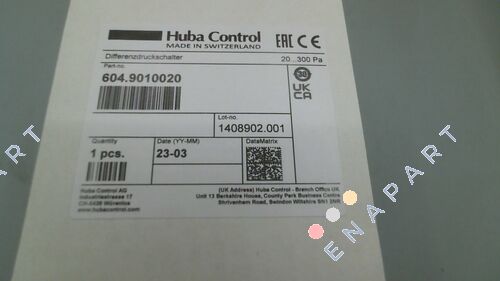 Huba Control
MADE IN SWITZERLAND
EAC CE
Differenzdruckschalter
20...300 Pa
Part-no.
604.9010020
UK
CA
Lot-no.
1408902.001
Quantity
1 pcs.
Date (YY-MM)
23-03
DataMatrix
Huba Control AG
Industriestrasse 17
CH-5436 Würenlos
www.hubacontrol.com
(UK Address) Huba Control - Branch Office UK
Unit 13 Berkshire House, County Park Business Centre
Shrivenham Road, Swindon Wiltshire SN1 2NR
ENAPART
ENAPART